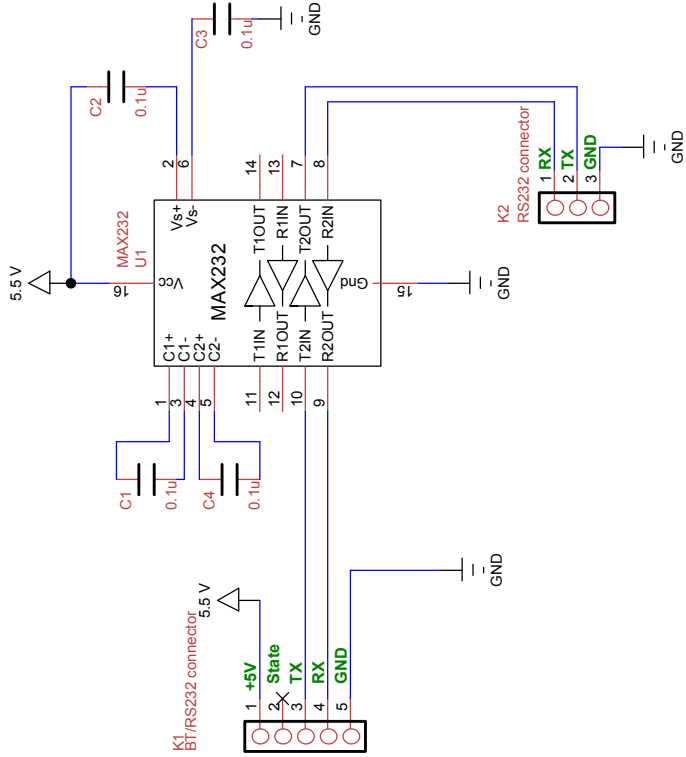 5.5 V
C2
0.1u
C3
0.1u
GND
MAX232
U1
16
Vcc
2
6
Vs+
Vs-
MAX232
C1+
C1-
C2+
C2-
1
3
4
5
C1
0.1u
C4
0.1u
T1IN
T1OUT
R1OUT
R1IN
T2IN
T2OUT
R2OUT
R2IN
11
12
10
9
14
13
7
8
Gnd
15
GND
K2
RS232 connector
1
RX
2
TX
3
GND
GND
K1
BT/RS232 connector
5.5 V
1
+5V
2
State
3
TX
4
RX
5
GND
GND